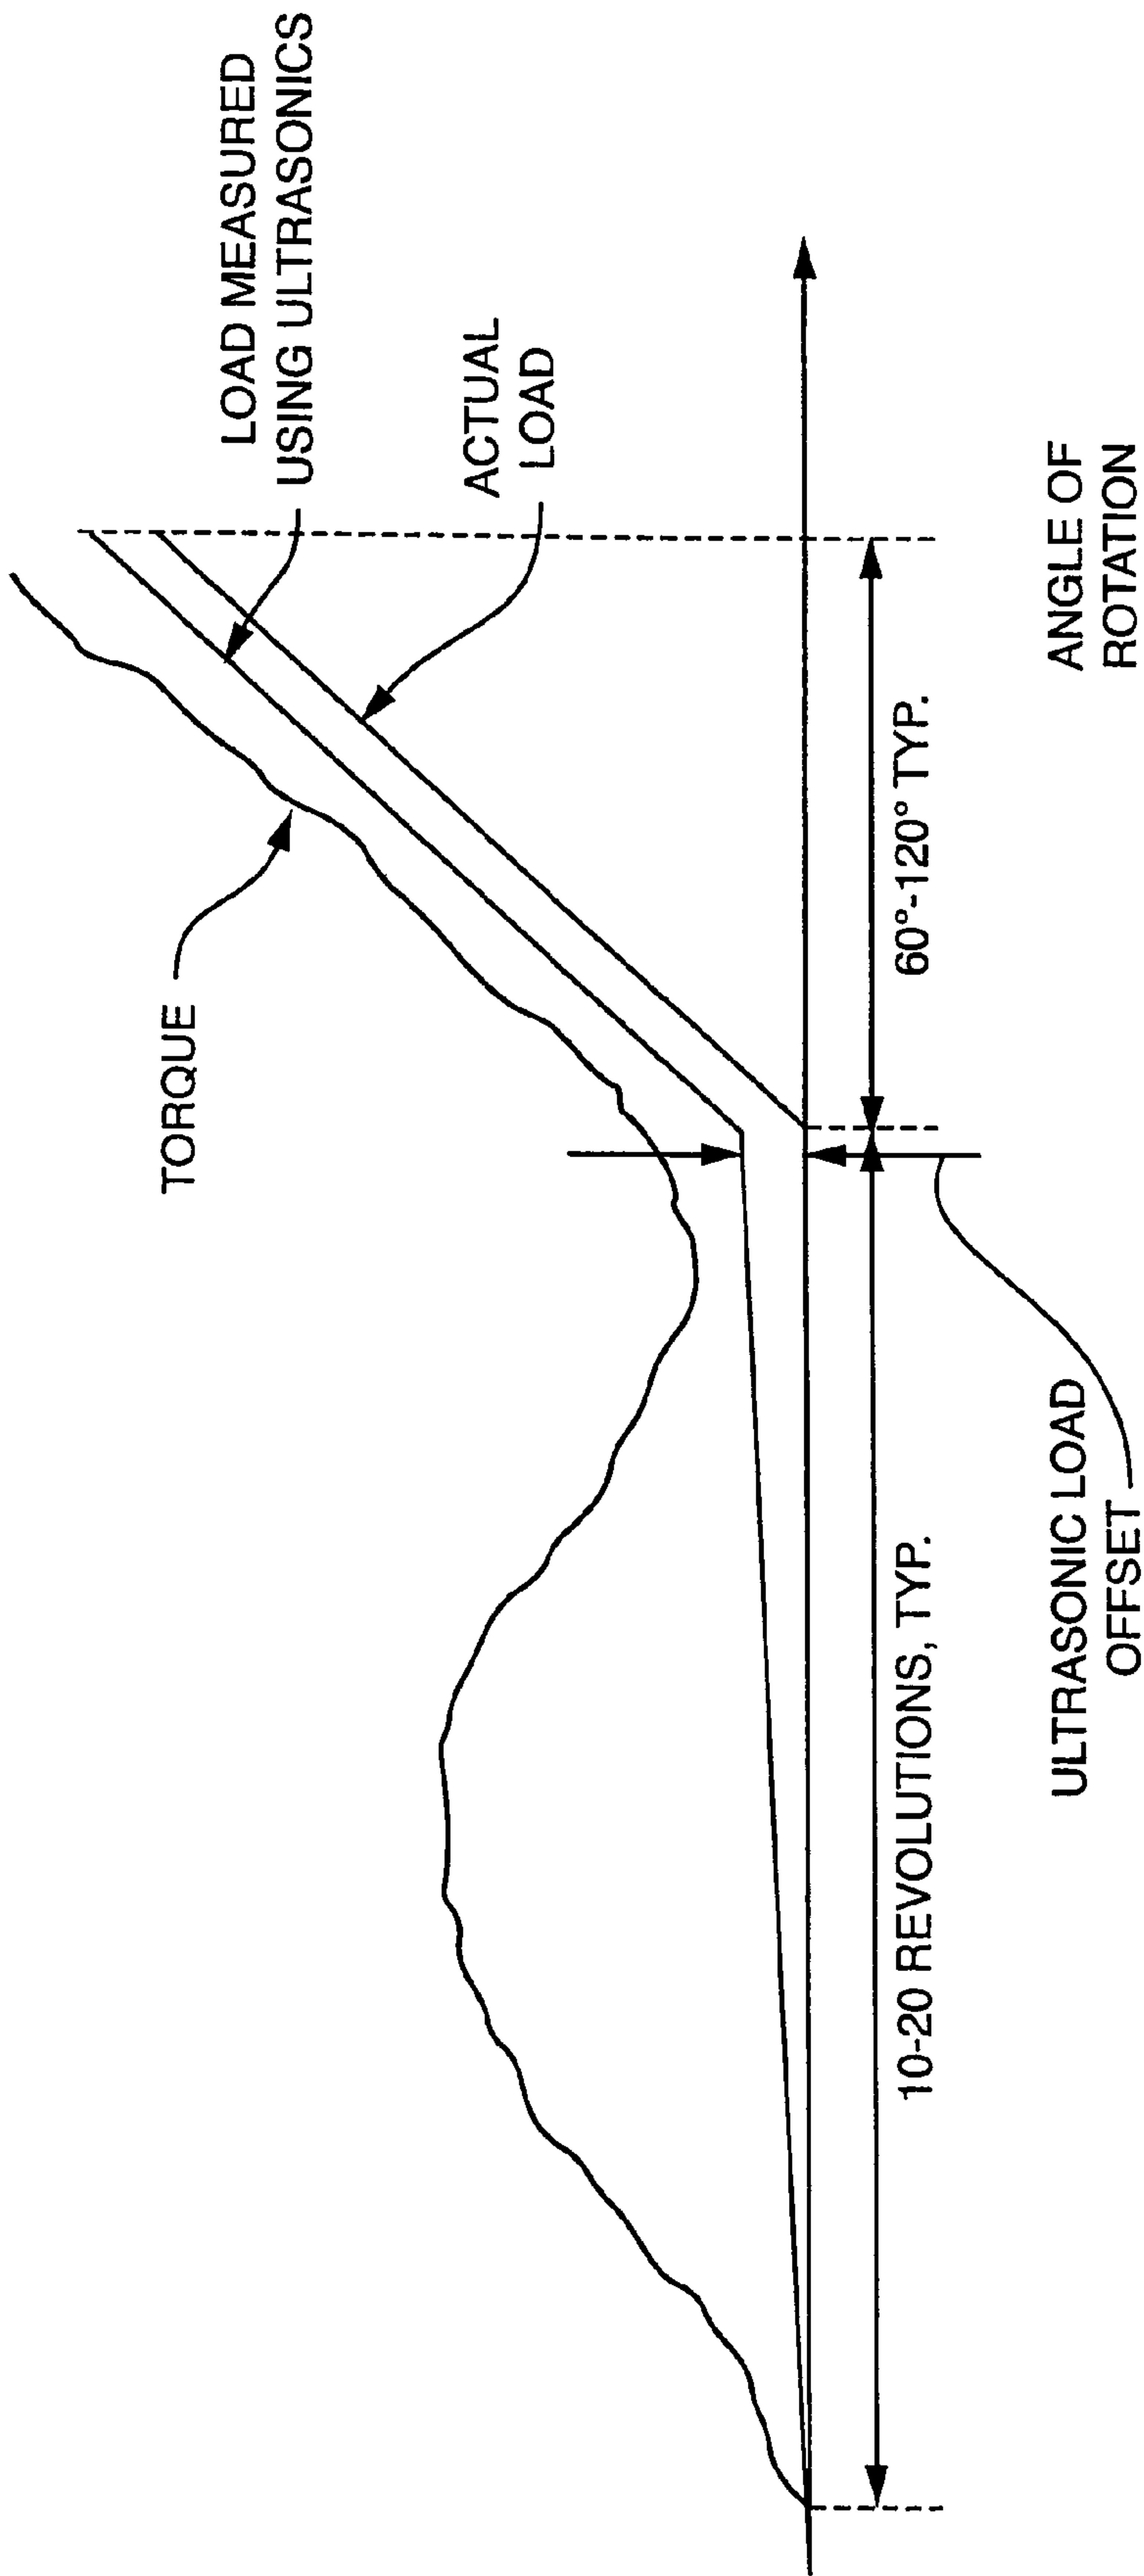 LOAD MEASURED
USING ULTRASONICS
ACTUAL
LOAD
TORQUE
60°-120° TYP.
10-20 REVOLUTIONS, TYP.
ANGLE OF
ROTATION
ULTRASONIC LOAD
OFFSET